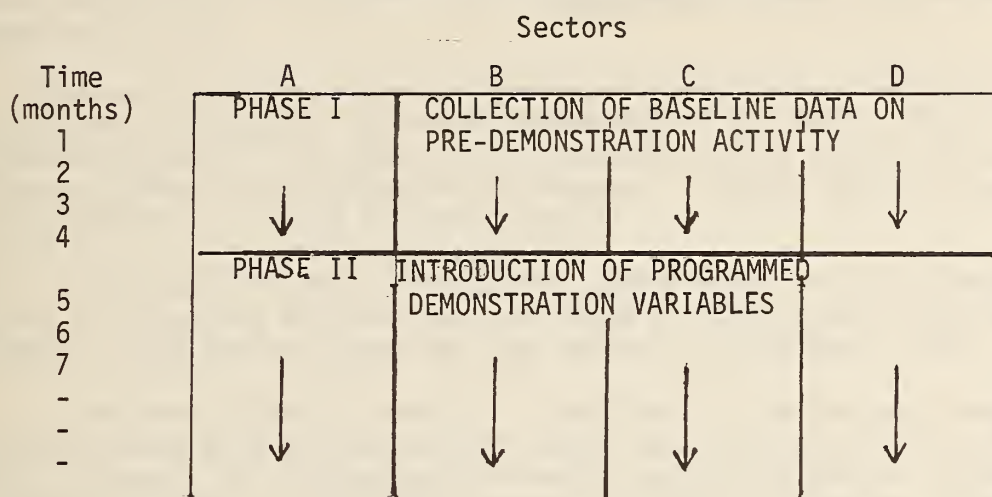 Sectors
Time A B C D
(months) PHASE I COLLECTION OF BASELINE DATA ON
1 PRE-DEMONSTRATION ACTIVITY
2
3
4
PHASE II INTRODUCTION OF PROGRAMMED
5 DEMONSTRATION VARIABLES
6
7
-
-
-